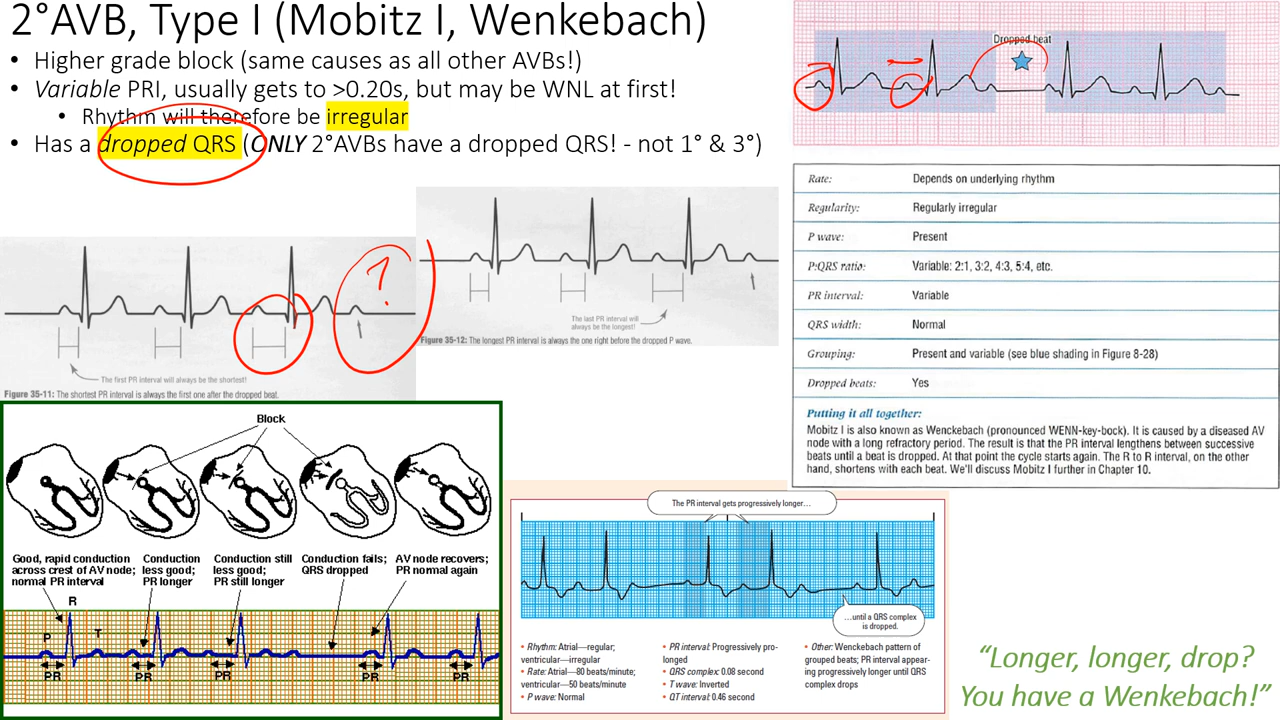 2°AVB, Type I (Mobitz I, Wenkebach)
• Higher grade block (same causes as all other AVBs!)
• Variable PRI, usually gets to >0.20s, but may be WNL at first!
• Rhythm will therefore be irregular
• Has a dropped QRS (ONLY 2°AVBs have a dropped QRS! - not 1° & 3°)
Dropped beat
Rate: Depends on underlying rhythm
Regularity: Regularly irregular
P wave: Present
P:QRS ratio: Variable: 2:1, 3:2, 4:3, 5:4, etc.
PR interval: Variable
QRS width: Normal
Grouping: Present and variable (see blue shading in Figure 8-28)
Dropped beats: Yes
Putting it all together:
Mobitz I is also known as Wenckebach (pronounced WENN-key-bock). It is caused by a diseased AV
node with a long refractory period. The result is that the PR interval lengthens between successive
beats until a beat is dropped. At that point the cycle starts again. The R to R interval, on the other
hand, shortens with each beat. We'll discuss Mobitz I further in Chapter 10.
?
The first PR interval will always be the shortest!
Figure 35-11: The shortest PR interval is always the first one after the dropped beat.
The last PR interval will
always be the longest!
Figure 35-12: The longest PR interval is always the one right before the dropped P wave.
Block
Good, rapid conduction
across crest of AV node;
normal PR interval
Conduction
less good;
PR longer
Conduction still
less good;
PR still longer
Conduction fails;
QRS dropped
AV node recovers;
PR normal again
R
P
T
PR
PR
PR
PR
PR
The PR interval gets progressively longer…
…until a QRS complex
is dropped.
• Rhythm: Atrial—regular;
ventricular—irregular
• Rate: Atrial—80 beats/minute;
ventricular—50 beats/minute
• P wave: Normal
• PR interval: Progressively pro-
longed
• QRS complex: 0.08 second
• T wave: Inverted
• QT interval: 0.46 second
• Other: Wenckebach pattern of
grouped beats; PR interval appear-
ing progressively longer until QRS
complex drops
“Longer, longer, drop?
You have a Wenkebach!”